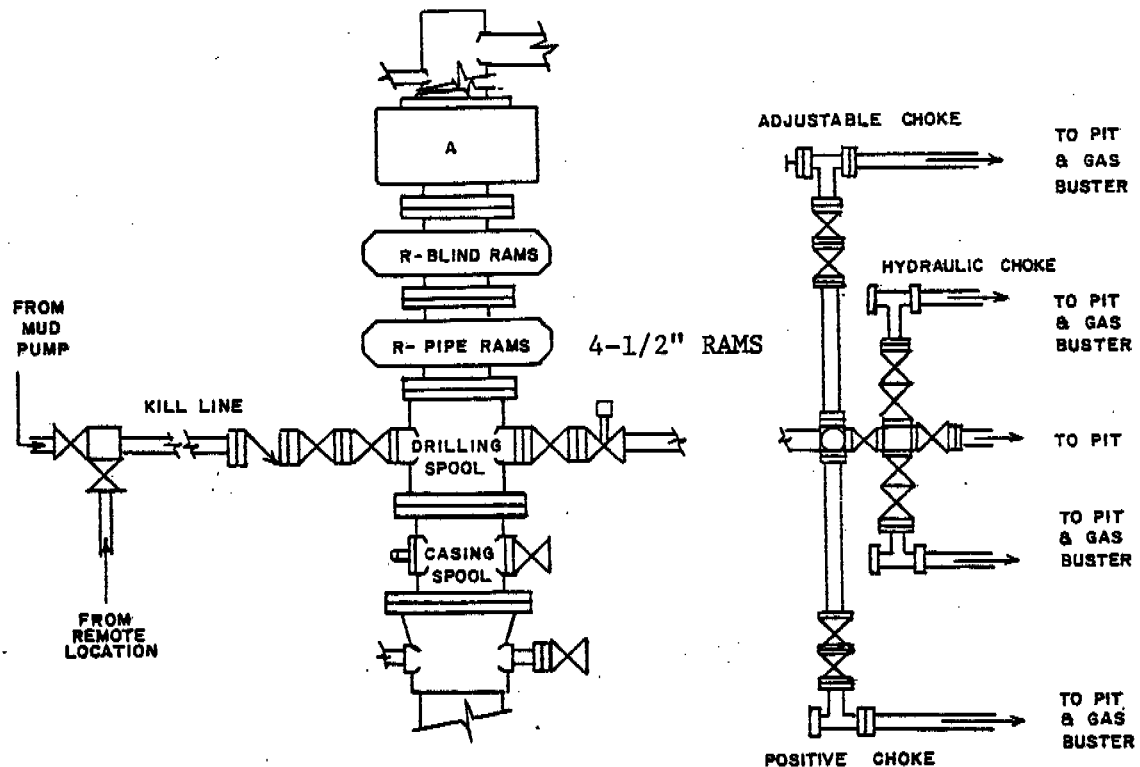 A
R-BLIND RAMS
R- PIPE RAMS
4-1/2" RAMS
FROM
MUD
PUMP
KILL LINE
DRILLING
SPOOL
CASING
SPOOL
FROM
REMOTE
LOCATION
ADJUSTABLE CHOKE
TO PIT
& GAS
BUSTER
HYDRAULIC CHOKE
TO PIT
& GAS
BUSTER
TO PIT
TO PIT
& GAS
BUSTER
TO PIT
& GAS
BUSTER
POSITIVE CHOKE